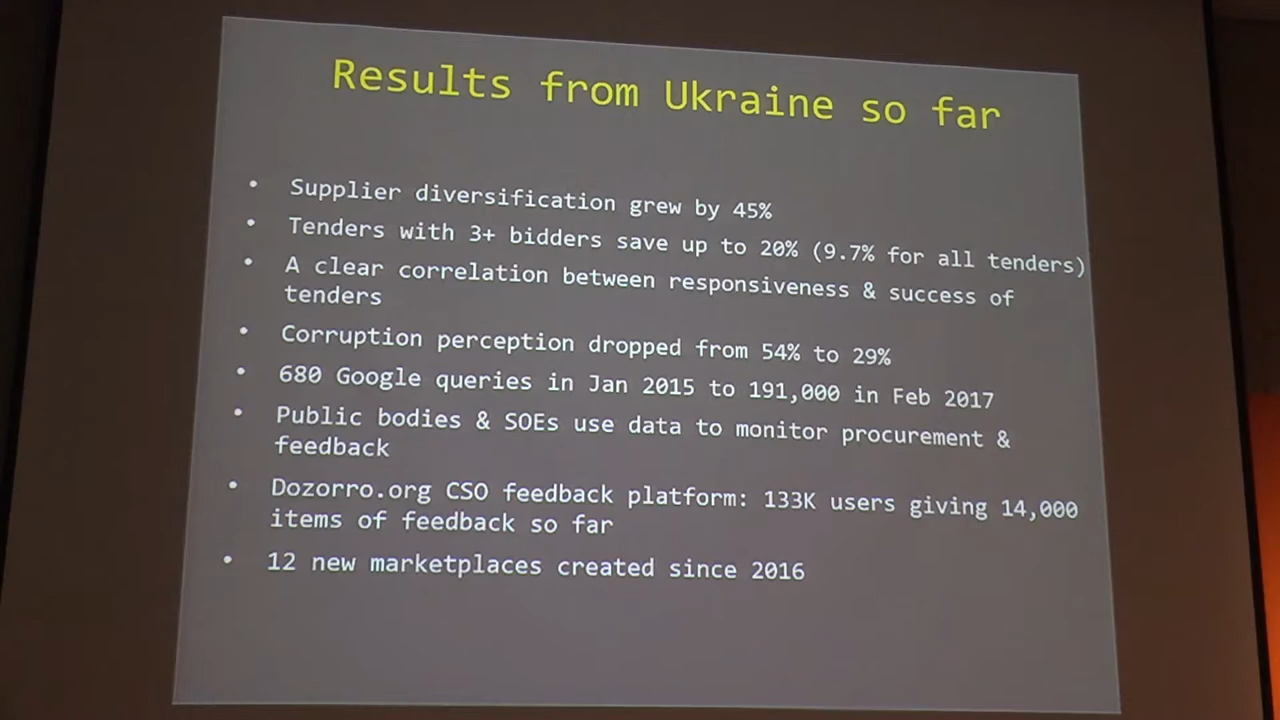 Results from Ukraine so far
• Supplier diversification grew by 45%
• Tenders with 3+ bidders save up to 20% (9.7% for all tenders)
• A clear correlation between responsiveness & success of
tenders
• Corruption perception dropped from 54% to 29%
• 680 Google queries in Jan 2015 to 191,000 in Feb 2017
• Public bodies & SOEs use data to monitor procurement &
feedback
• Dozorro.org CSO feedback platform: 133K users giving 14,000
items of feedback so far
• 12 new marketplaces created since 2016